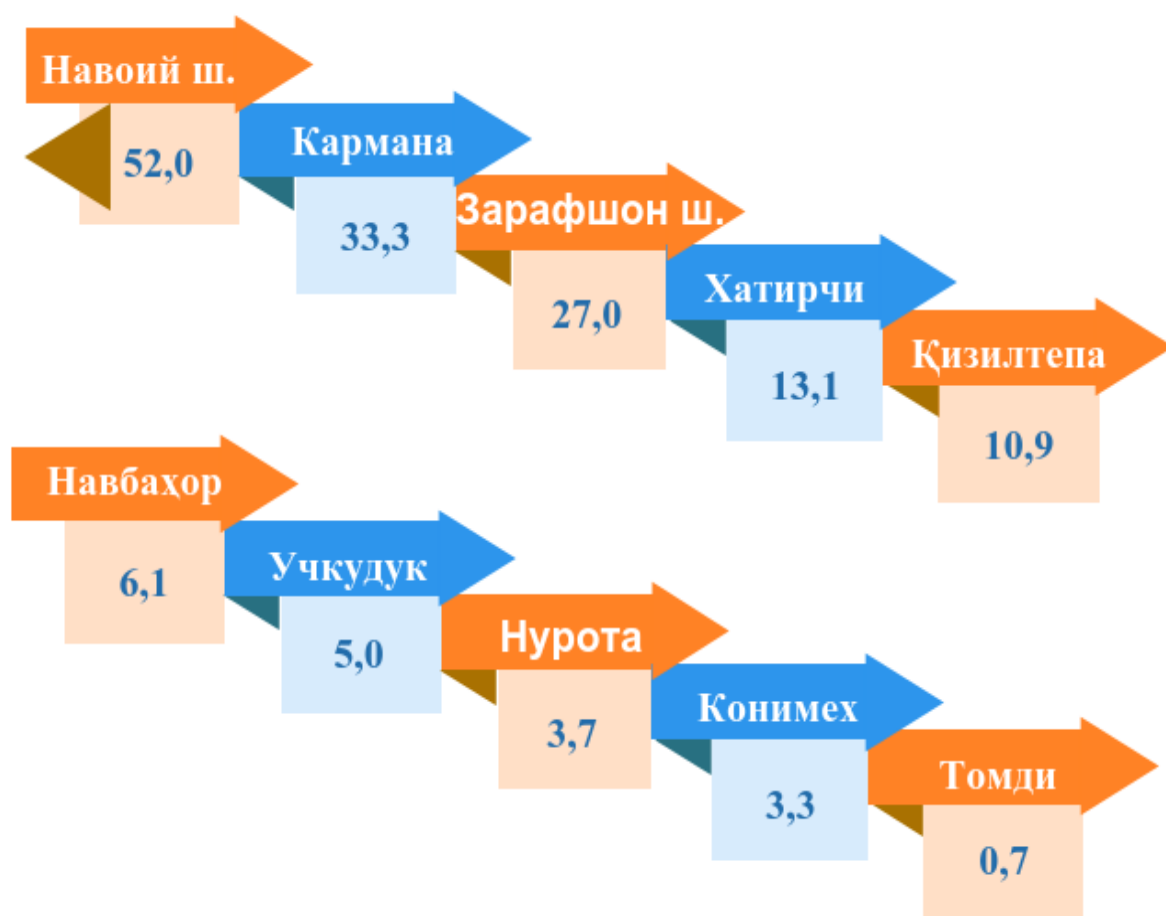 Навоий ш.
52,0
Кармана
33,3
Зарафшон ш.
27,0
Хатирчи
13,1
Қизилтепа
10,9
Навбаҳор
6,1
Учкудук
5,0
Нурота
3,7
Конимех
3,3
Томди
0,7